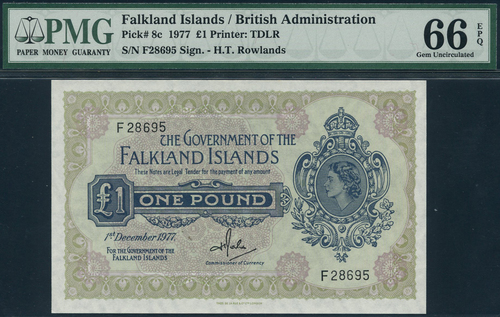 PMG
PAPER MONEY GUARANTY
Falkland Islands / British Administration
Pick# 8c 1977 £1 Printer: TDLR
S/N F28695 Sign. - H.T. Rowlands
66 EPQ
Gem Uncirculated
F 28695
THE GOVERNMENT OF THE
FALKLAND ISLANDS
These Notes are Legal Tender for the payment of any amount
£1 ONE POUND
1st December 1977
FOR THE GOVERNMENT OF THE
FALKLAND ISLANDS
Commissioner of Currency
F 28695